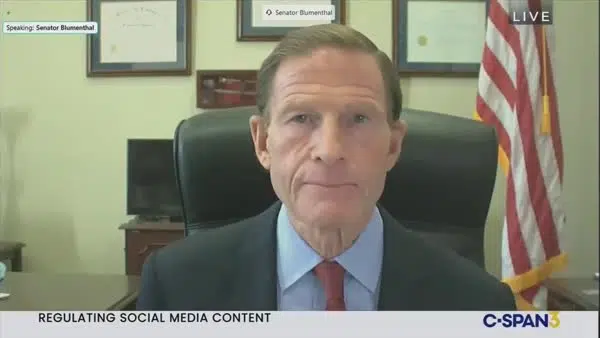 Senator Blumenthal
LIVE
Speaking: Senator Blumenthal
REGULATING SOCIAL MEDIA CONTENT
C-SPAN3